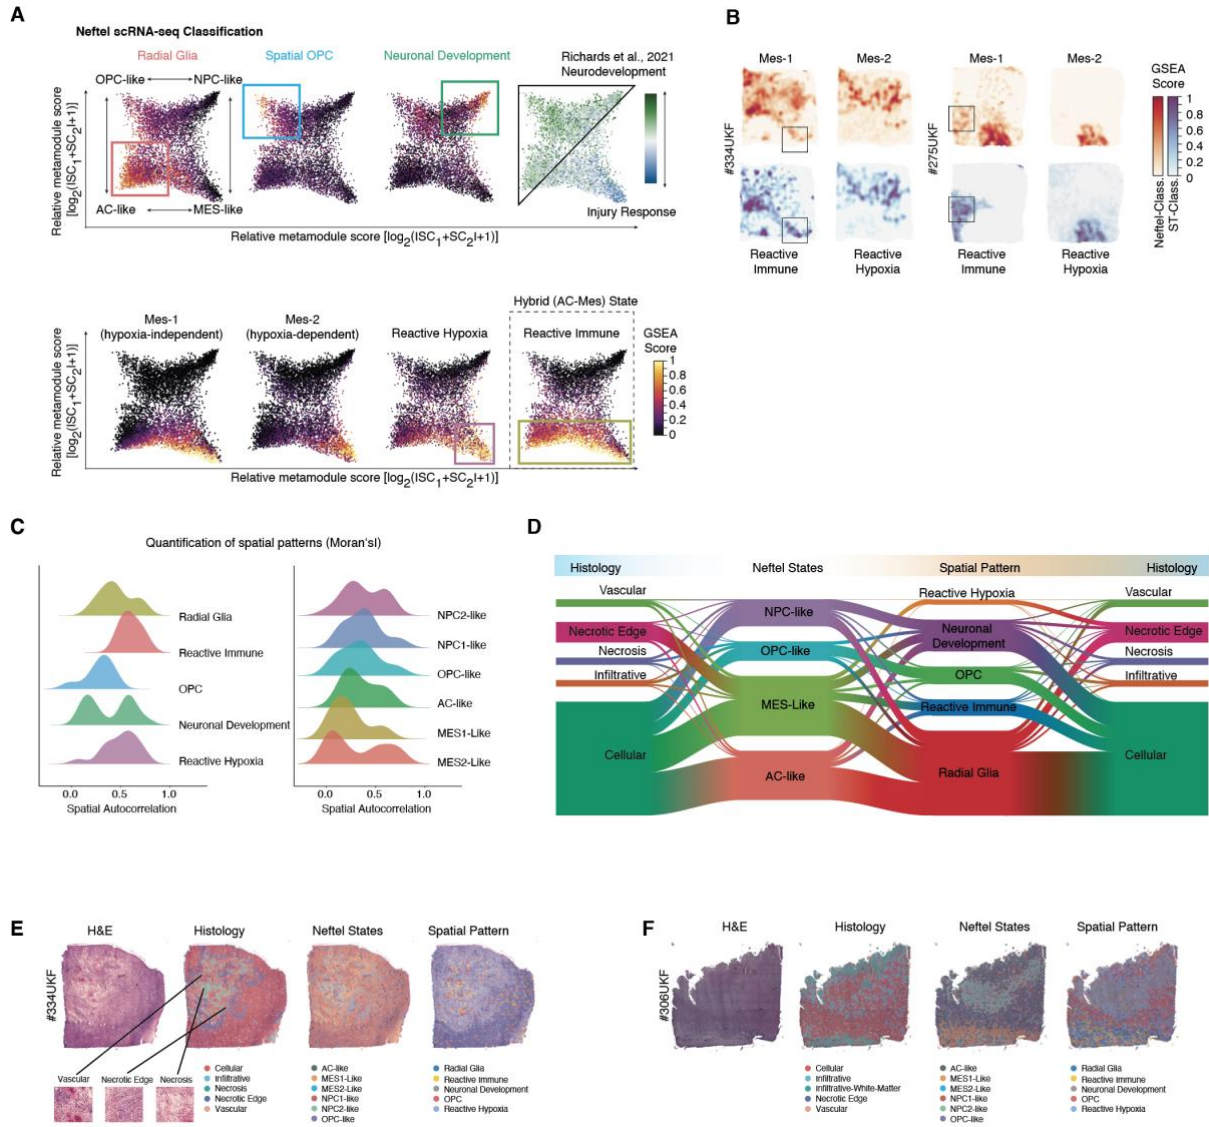 A
Neftel scRNA-seq Classification
Radial Glia
Spatial OPC
Neuronal Development
Richards et al., 2021
Neurodevelopment
OPC-like
NPC-like
AC-like
MES-like
Injury Response
Relative metamodule score
[log2(ISC1+SC2I+1)]
Relative metamodule score [log2(ISC1+SC2I+1)]
Hybrid (AC-Mes) State
Mes-1
(hypoxia-independent)
Mes-2
(hypoxia-dependent)
Reactive Hypoxia
Reactive Immune
GSEA
Score
1
0.8
0.6
0.4
0.2
0
Relative metamodule score
[log2(ISC1+SC2I+1)]
Relative metamodule score [log2(ISC1+SC2I+1)]
B
Mes-1
Mes-2
Mes-1
Mes-2
GSEA
Score
#334UKF
#275UKF
1
0.8
0.6
0.4
0.2
0
Neftel-Class.
ST-Class.
Reactive
Immune
Reactive
Hypoxia
Reactive
Immune
Reactive
Hypoxia
C
Quantification of spatial patterns (Moran'sI)
Radial Glia
Reactive Immune
OPC
Neuronal Development
Reactive Hypoxia
0.0
0.5
1.0
Spatial Autocorrelation
NPC2-like
NPC1-like
OPC-like
AC-like
MES1-Like
MES2-Like
0.0
0.5
1.0
Spatial Autocorrelation
D
Histology
Neftel States
Spatial Pattern
Histology
Vascular
Necrotic Edge
Necrosis
Infiltrative
Cellular
NPC-like
OPC-like
MES-Like
AC-like
Reactive Hypoxia
Neuronal
Development
OPC
Reactive Immune
Radial Glia
Vascular
Necrotic Edge
Necrosis
Infiltrative
Cellular
E
H&E
Histology
Neftel States
Spatial Pattern
#334UKF
Vascular
Necrotic Edge
Necrosis
Cellular
Infiltrative
Necrosis
Necrotic Edge
Vascular
AC-like
MES1-Like
MES2-Like
NPC1-like
NPC2-like
OPC-like
Radial Glia
Reactive Immune
Neuronal Development
OPC
Reactive Hypoxia
F
H&E
Histology
Neftel States
Spatial Pattern
#306UKF
Cellular
Infiltrative
Infiltrative-White-Matter
Necrotic Edge
Vascular
AC-like
MES1-Like
MES2-Like
NPC1-like
NPC2-like
OPC-like
Radial Glia
Reactive Immune
Neuronal Development
OPC
Reactive Hypoxia